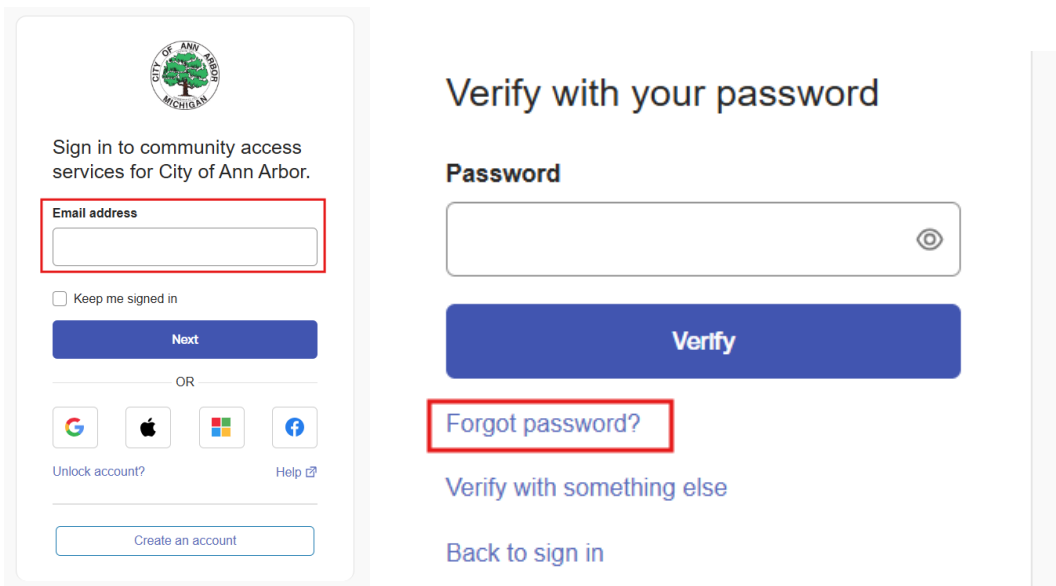 CITY OF ANN ARBOR
MICHIGAN
Sign in to community access
services for City of Ann Arbor.
Email address
Keep me signed in
Next
OR
Unlock account?
Help
Create an account
Verify with your password
Password
Verify
Forgot password?
Verify with something else
Back to sign in